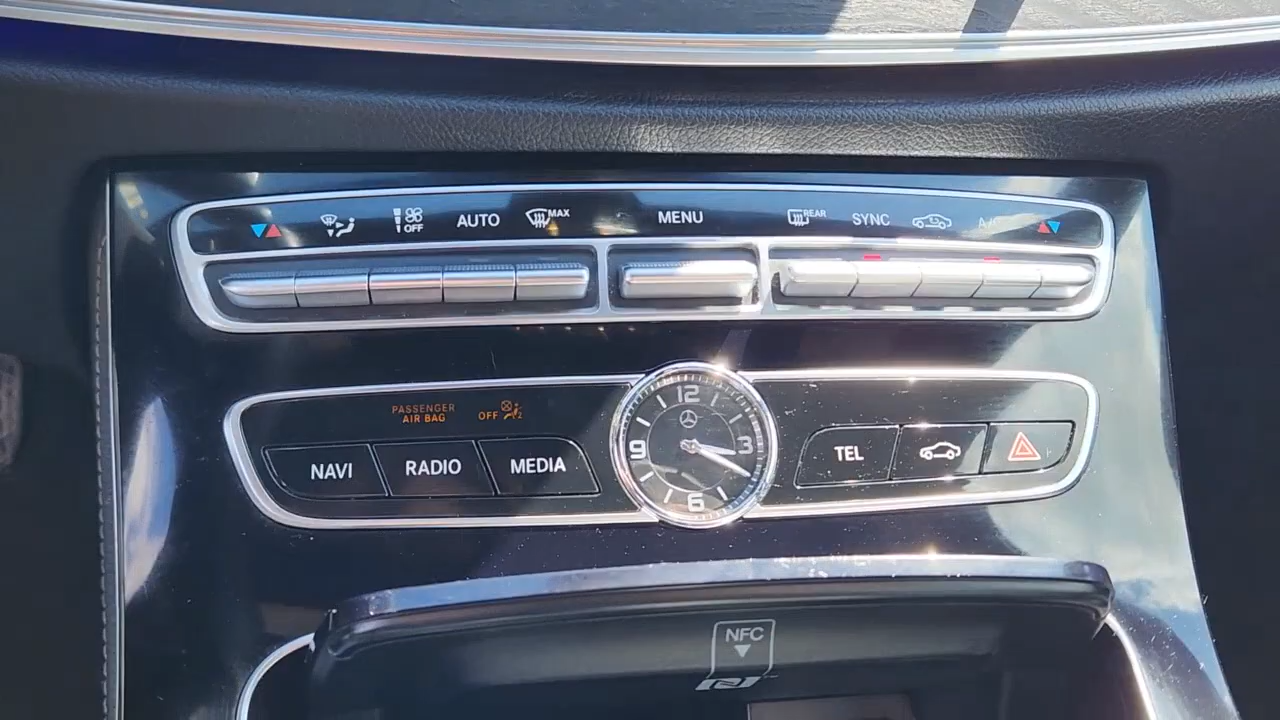 AUTO
MAX
OFF
MENU
REAR
SYNC
PASSENGER
AIR BAG
OFF
2
NAVI
RADIO
MEDIA
12
3
6
9
TEL
NFC